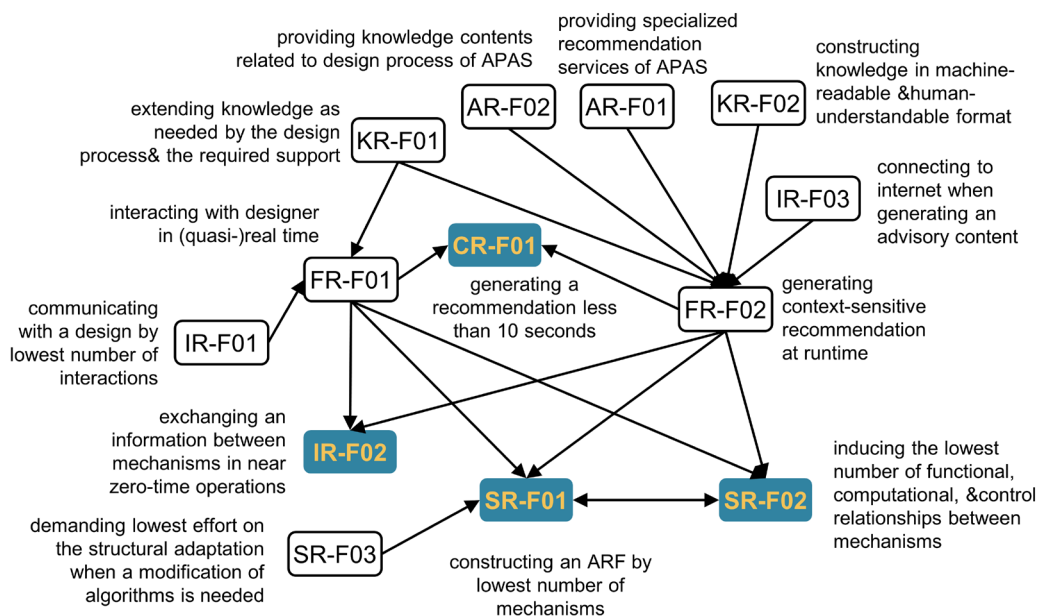 providing knowledge contents
related to design process of APAS
providing specialized
recommendation
services of APAS
constructing
knowledge in machine-
readable &human-
understandable format
AR-F02
AR-F01
KR-F02
extending knowledge as
needed by the design
process& the required support
KR-F01
connecting to
internet when
generating an
advisory content
IR-F03
interacting with designer
in (quasi-)real time
CR-F01
FR-F01
generating a
recommendation less
than 10 seconds
FR-F02
generating
context-sensitive
recommendation
at runtime
communicating
with a design by
lowest number of
interactions
IR-F01
exchanging an
information between
mechanisms in near
zero-time operations
IR-F02
SR-F01
SR-F02
inducing the lowest
number of functional,
computational, &control
relationships between
mechanisms
demanding lowest effort on
the structural adaptation
when a modification of
algorithms is needed
SR-F03
constructing an ARF by
lowest number of
mechanisms